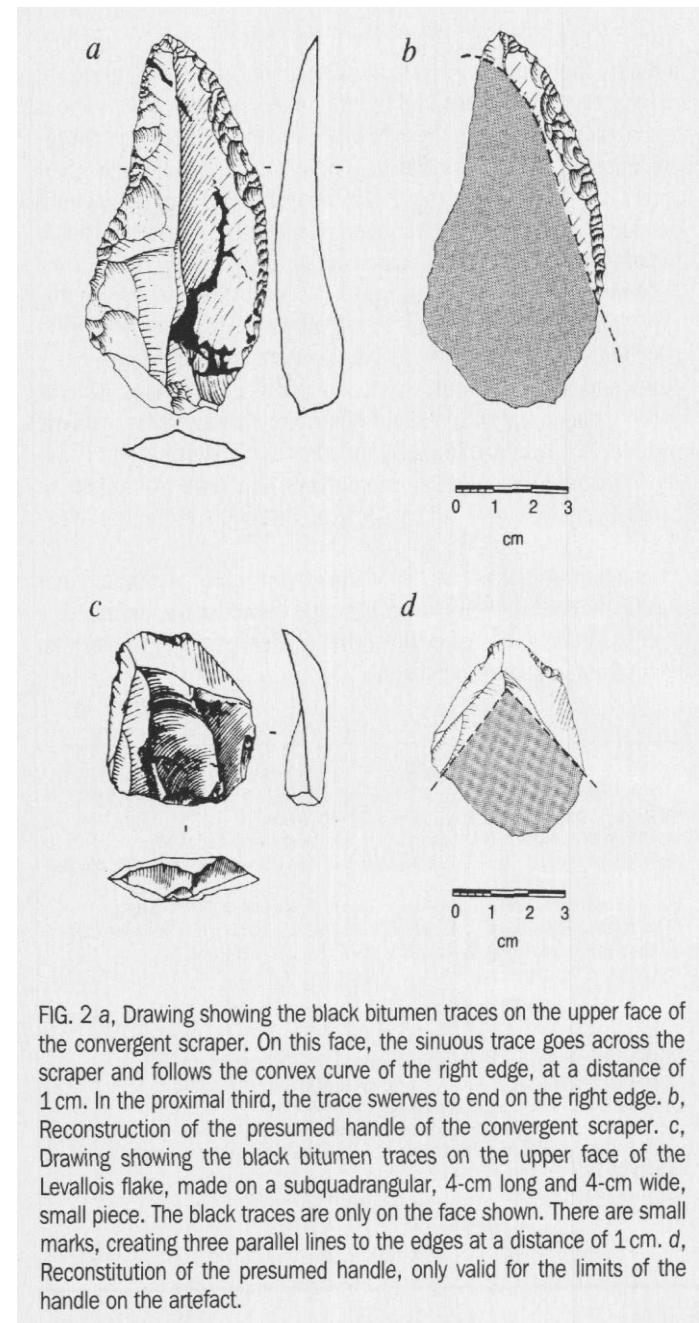 a
b
0 1 2 3
cm
c
d
0 1 2 3
cm
FIG. 2 a, Drawing showing the black bitumen traces on the upper face of
the convergent scraper. On this face, the sinuous trace goes across the
scraper and follows the convex curve of the right edge, at a distance of
1 cm. In the proximal third, the trace swerves to end on the right edge. b,
Reconstruction of the presumed handle of the convergent scraper. c,
Drawing showing the black bitumen traces on the upper face of the
Levallois flake, made on a subquadrangular, 4-cm long and 4-cm wide,
small piece. The black traces are only on the face shown. There are small
marks, creating three parallel lines to the edges at a distance of 1 cm. d,
Reconstitution of the presumed handle, only valid for the limits of the
handle on the artefact.